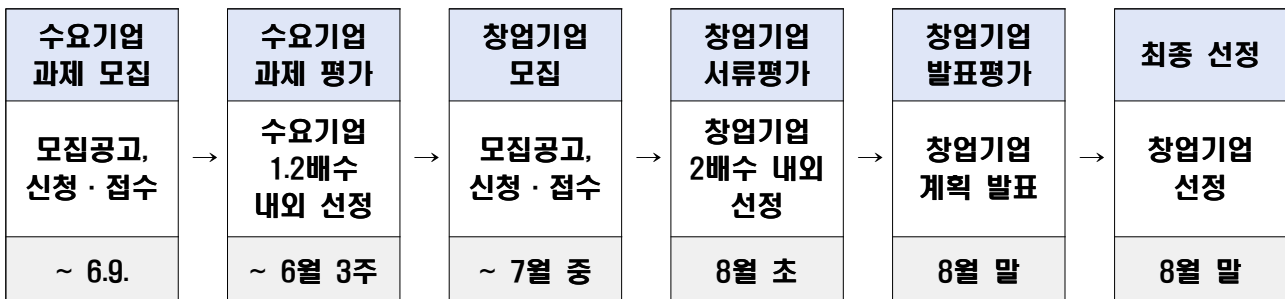 수요기업
과제 모집
모집공고,
신청 · 접수
~ 6.9.
→
수요기업
과제 평가
수요기업
1.2배수
내외 선정
~ 6월 3주
→
창업기업
모집
모집공고,
신청 · 접수
~ 7월 중
→
창업기업
서류평가
창업기업
2배수 내외
선정
8월 초
→
창업기업
발표평가
창업기업
계획 발표
8월 말
→
최종 선정
창업기업
선정
8월 말